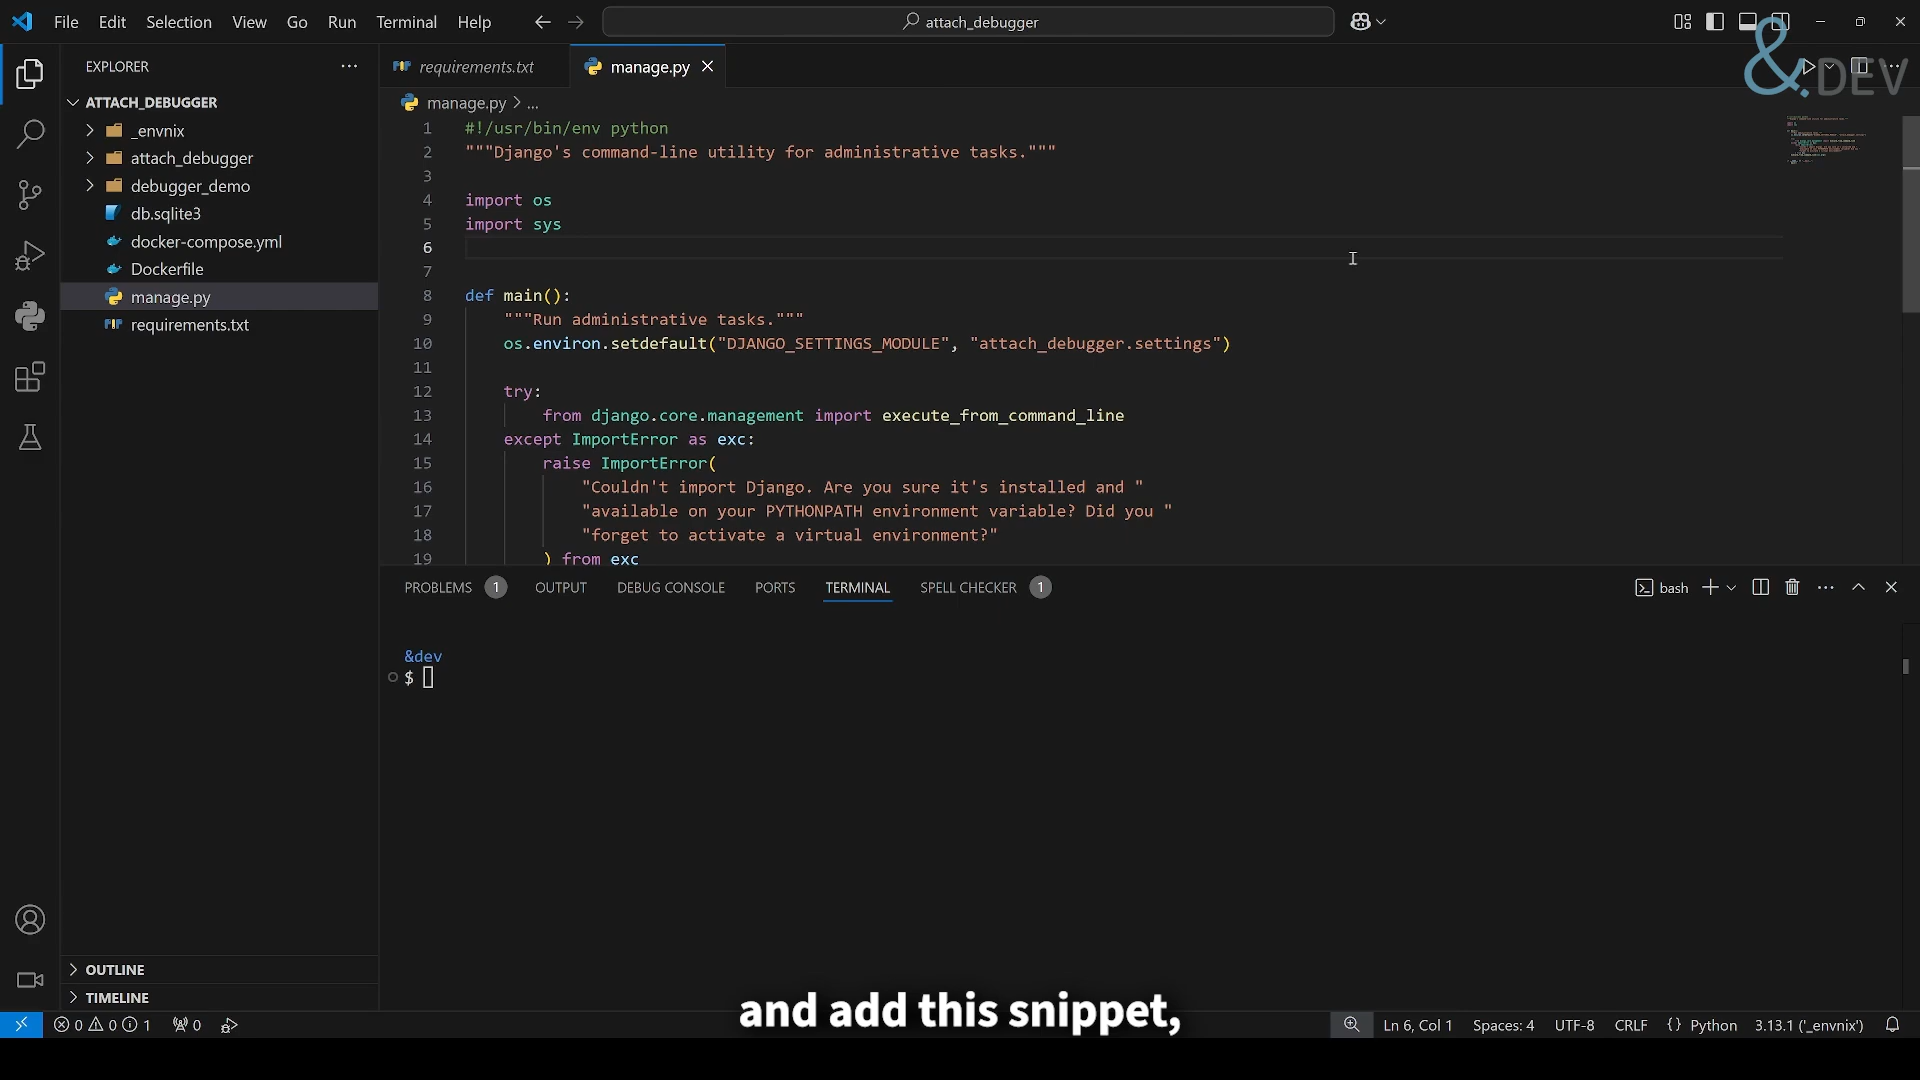 File Edit Selection View Go Run Terminal Help
attach_debugger
&.DEV
EXPLORER
ATTACH_DEBUGGER
_envnix
attach_debugger
debugger_demo
db.sqlite3
docker-compose.yml
Dockerfile
manage.py
requirements.txt
OUTLINE
TIMELINE
requirements.txt
manage.py
manage.py > ...
1 #!/usr/bin/env python
2 """Django's command-line utility for administrative tasks."""
3
4 import os
5 import sys
6
7
8 def main():
9 """Run administrative tasks."""
10 os.environ.setdefault("DJANGO_SETTINGS_MODULE", "attach_debugger.settings")
11
12 try:
13 from django.core.management import execute_from_command_line
14 except ImportError as exc:
15 raise ImportError(
16 "Couldn't import Django. Are you sure it's installed and "
17 "available on your PYTHONPATH environment variable? Did you "
18 "forget to activate a virtual environment?"
19 ) from exc
PROBLEMS 1 OUTPUT DEBUG CONSOLE PORTS TERMINAL SPELL CHECKER 1
bash
&dev
$
and add this snippet,
0 0 1 0
Ln 6, Col 1 Spaces: 4 UTF-8 CRLF {} Python 3.13.1 ('_envnix')